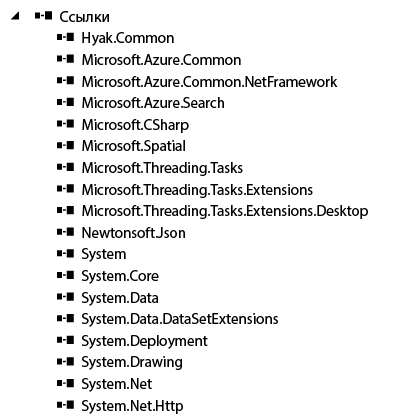 Ссылки
Hyak.Common
Microsoft.Azure.Common
Microsoft.Azure.Common.NetFramework
Microsoft.Azure.Search
Microsoft.CSharp
Microsoft.Spatial
Microsoft.Threading.Tasks
Microsoft.Threading.Tasks.Extensions
Microsoft.Threading.Tasks.Extensions.Desktop
Newtonsoft.Json
System
System.Core
System.Data
System.Data.DataSetExtensions
System.Deployment
System.Drawing
System.Net
System.Net.Http